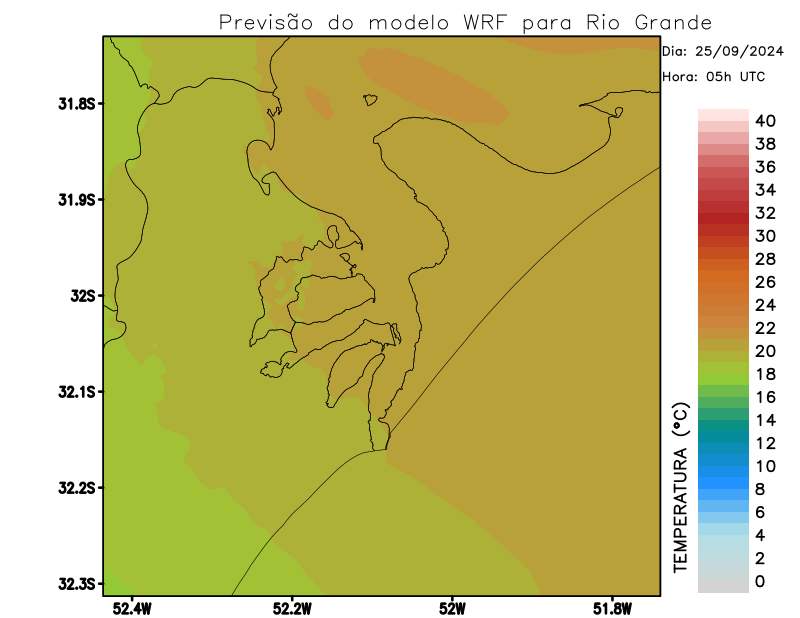 Previsão do modelo WRF para Rio Grande
Dia: 25/09/2024
Hora: 05h UTC
31.8S
31.9S
32S
32.1S
32.2S
32.3S
52.4W
52.2W
52W
51.8W
TEMPERATURA (°C)
40
38
36
34
32
30
28
26
24
22
20
18
16
14
12
10
8
6
4
2
0